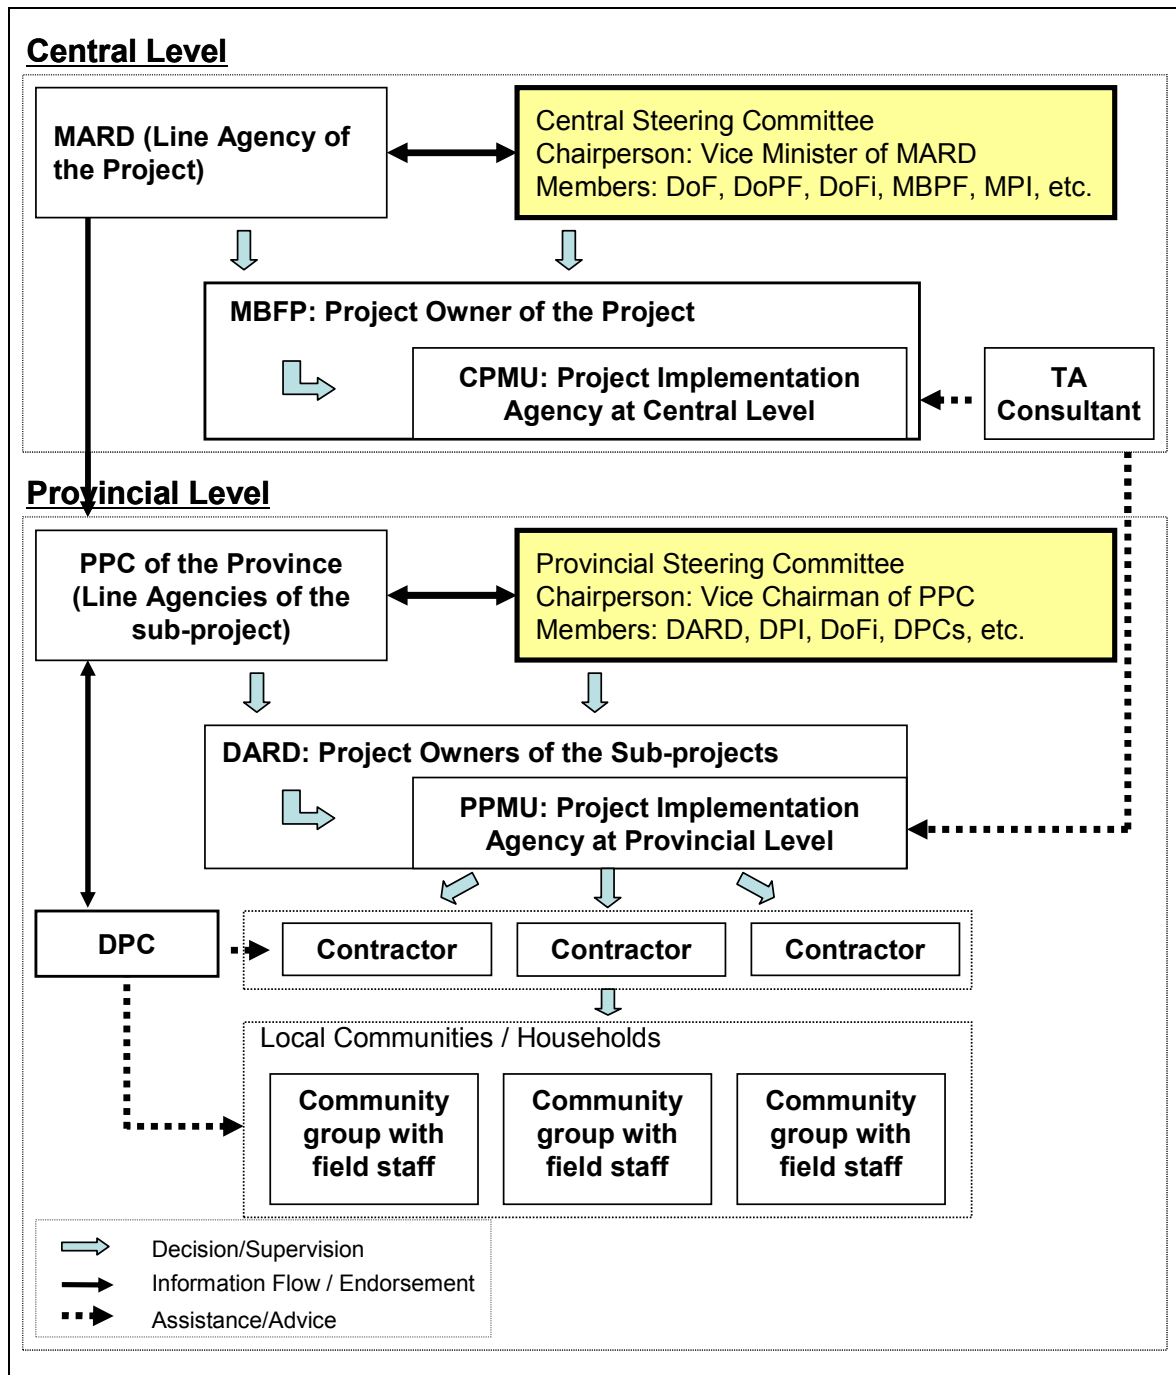 Central Level
MARD (Line Agency of
the Project)
Central Steering Committee
Chairperson: Vice Minister of MARD
Members: DoF, DoPF, DoFi, MBPF, MPI, etc.
MBFP: Project Owner of the Project
CPMU: Project Implementation
Agency at Central Level
TA
Consultant
Provincial Level
PPC of the Province
(Line Agencies of the
sub-project)
Provincial Steering Committee
Chairperson: Vice Chairman of PPC
Members: DARD, DPI, DoFi, DPCs, etc.
DARD: Project Owners of the Sub-projects
PPMU: Project Implementation
Agency at Provincial Level
DPC
Contractor
Contractor
Contractor
Local Communities / Households
Community
group with
field staff
Community
group with
field staff
Community
group with
field staff
Decision/Supervision
Information Flow / Endorsement
Assistance/Advice